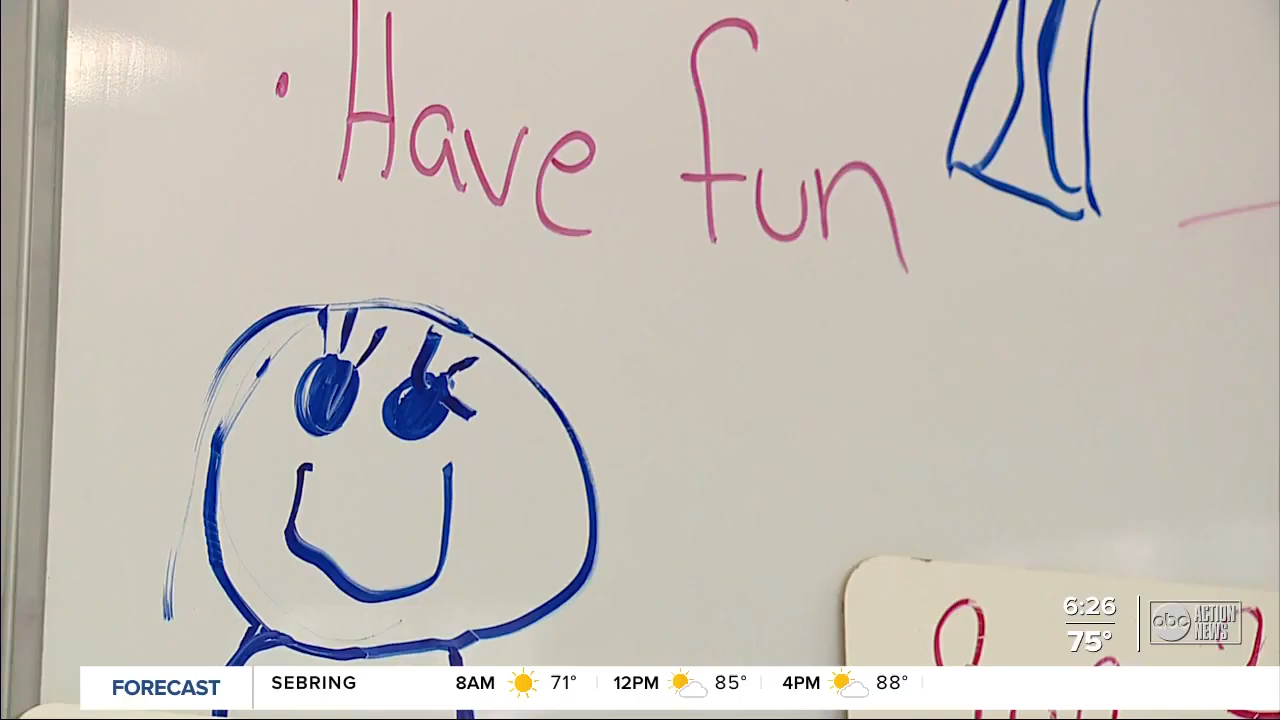 • Have fun
6:26
75°
abc ACTION NEWS
FORECAST SEBRING 8AM 71° 12PM 85° 4PM 88°